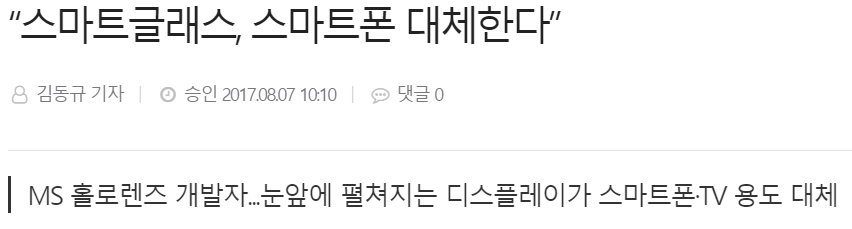 “스마트글래스, 스마트폰 대체한다”
김동규 기자 | 승인 2017.08.07 10:10 | 댓글 0
MS 홀로렌즈 개발자...눈앞에 펼쳐지는 디스플레이가 스마트폰·TV 용도 대체